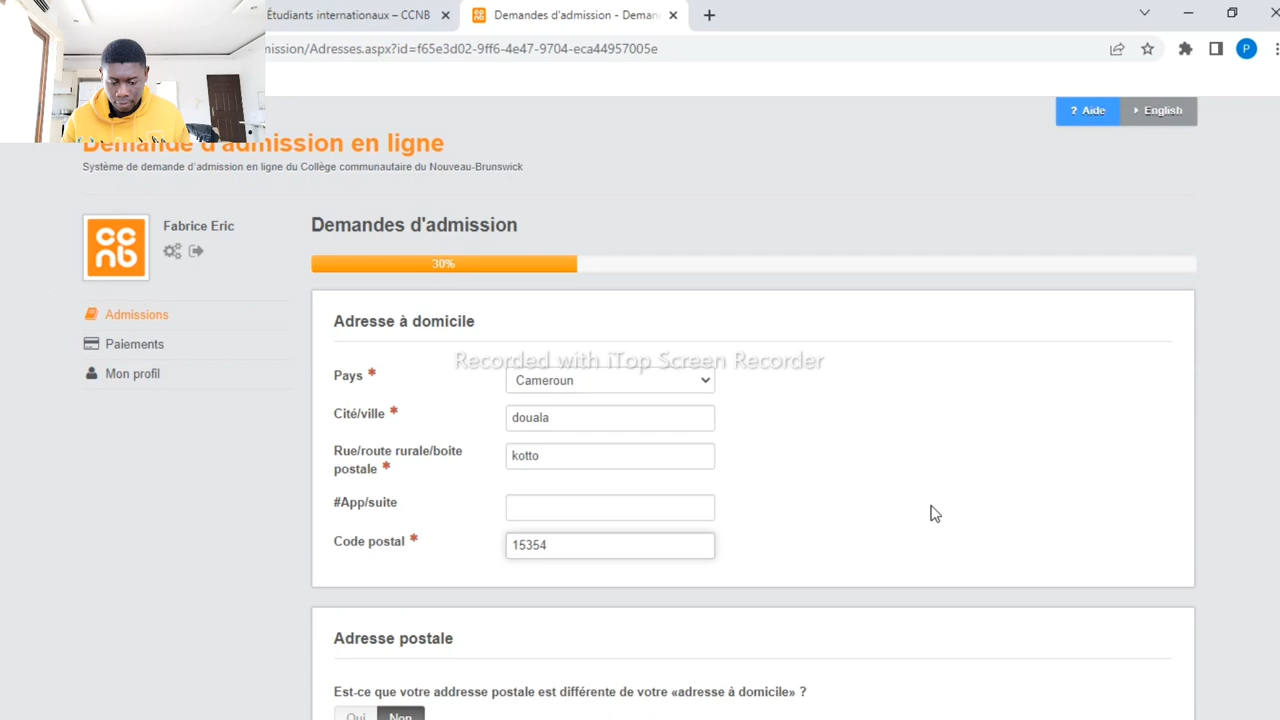 Étudiants internationaux – CCNB
Demandes d'admission - Deman
mission/Adresses.aspx?id=f65e3d02-9ff6-4e47-9704-eca44957005e
P
? Aide
English
Demande d'admission en ligne
Système de demande d'admission en ligne du Collège communautaire du Nouveau-Brunswick
ccnb
Fabrice Eric
Demandes d'admission
30%
Admissions
Paiements
Mon profil
Adresse à domicile
Recorded with iTop Screen Recorder
Pays *
Cameroun
Cité/ville *
douala
Rue/route rurale/boite
postale *
kotto
#App/suite
Code postal *
15354
Adresse postale
Est-ce que votre addresse postale est différente de votre «adresse à domicile» ?
Oui Non